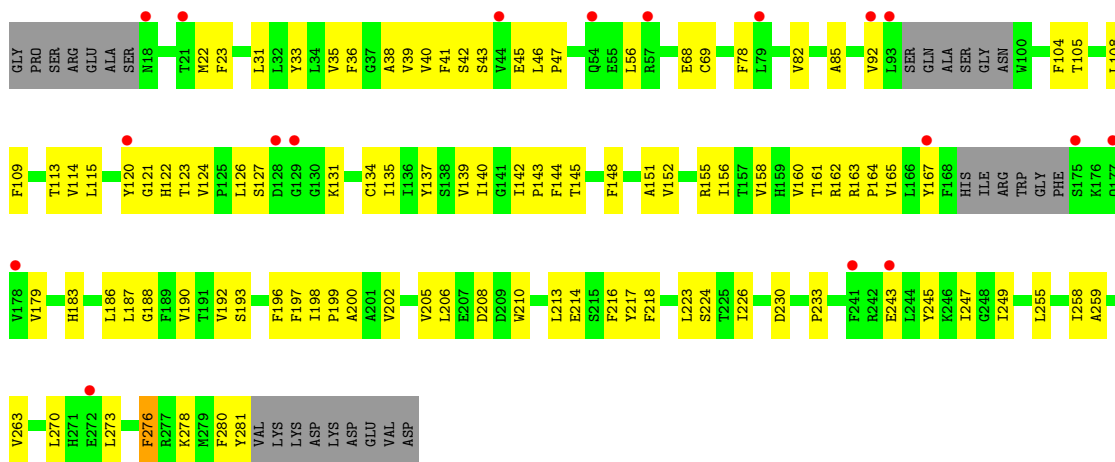 GLY PRO SER ARG GLU ALA SER N18 T21 M22 F23 L31 L32 Y33 L34 V35 F36 G37 A38 V39 V40 F41 S42 S43 V44 E45 L46 P47 Q54 E55 L56 R57 E68 C69 F78 L79 V82 A85 V92 L93 SER GLN ALA SER GLY ASN W100 F104 T105 L108
F109 T113 V114 L115 Y120 G121 H122 T123 V124 P125 L126 S127 D128 G129 G130 K131 C134 I135 I136 Y137 S138 V139 I140 G141 I142 P143 F144 T145 F148 A151 V152 R155 I156 T157 V158 H159 V160 T161 R162 R163 P164 V165 L166 Y167 F168 HIS ILE ARG TRP GLY PHE S175 K176
V178 V179 H183 L186 L187 G188 F189 V190 T191 V192 S193 F196 F197 I198 P199 A200 A201 V202 V205 L206 E207 D208 D209 W210 L213 E214 S215 F216 Y217 F218 L223 S224 T225 I226 D230 P233 F241 R242 E243 L244 Y245 K246 I247 G248 I249 L255 L258 A259
V263 L270 H271 E272 L273 F276 R277 K278 M279 F280 Y281 VAL LYS LYS ASP LYS ASP GLU VAL ASP